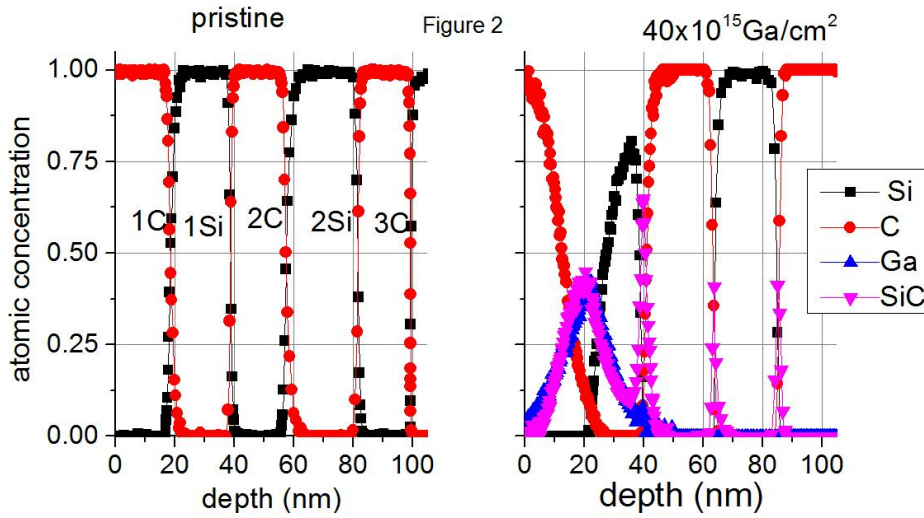 pristine
Figure 2
40x10¹⁵Ga/cm²
atomic concentration
1.00
0.75
0.50
0.25
0.00
1C
1Si
2C
2Si
3C
0 20 40 60 80 100
depth (nm)
0 20 40 60 80 100
depth (nm)
Si
C
Ga
SiC